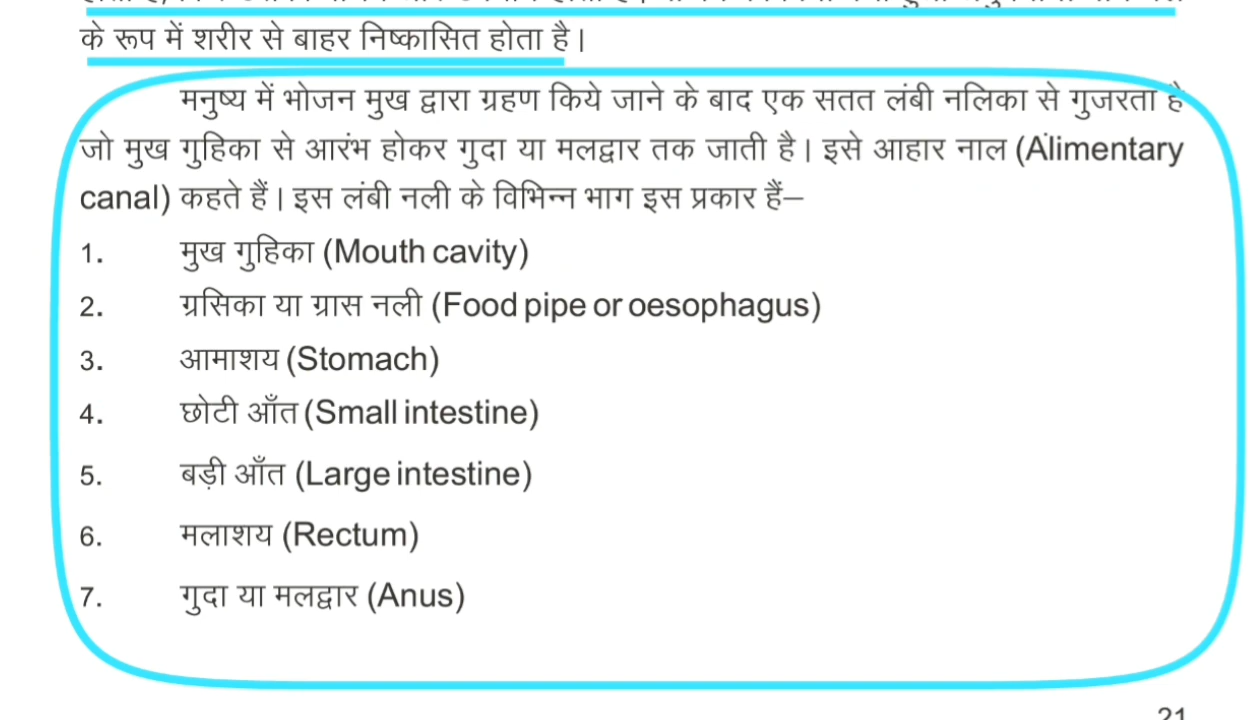 के रूप में शरीर से बाहर निष्कासित होता है।
मनुष्य में भोजन मुख द्वारा ग्रहण किये जाने के बाद एक सतत लंबी नलिका से गुजरता है
जो मुख गुहिका से आरंभ होकर गुदा या मलद्वार तक जाती है। इसे आहार नाल (Alimentary
canal) कहते हैं। इस लंबी नली के विभिन्न भाग इस प्रकार हैं–
1. मुख गुहिका (Mouth cavity)
2. ग्रसिका या ग्रास नली (Food pipe or oesophagus)
3. आमाशय (Stomach)
4. छोटी आँत (Small intestine)
5. बड़ी आँत (Large intestine)
6. मलाशय (Rectum)
7. गुदा या मलद्वार (Anus)
21